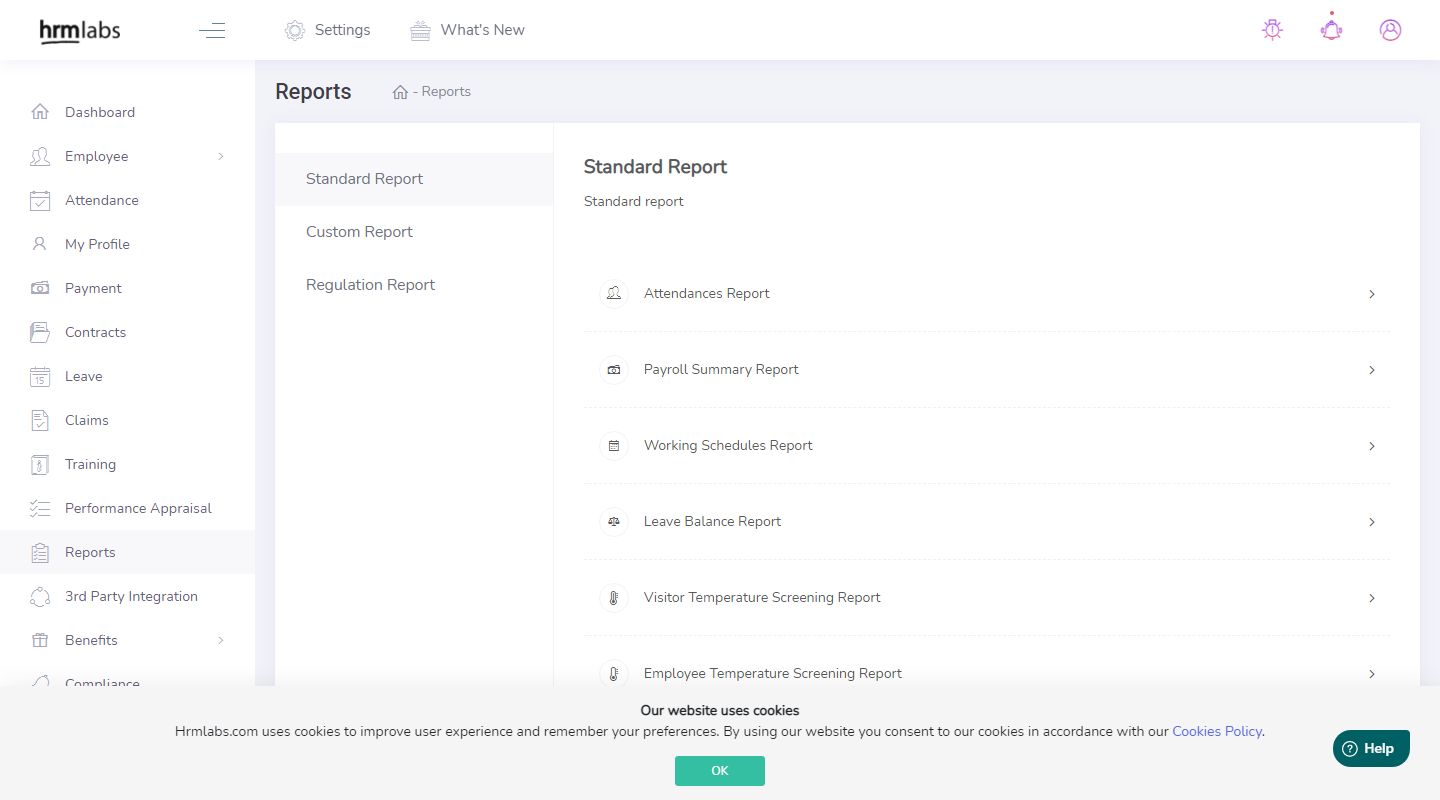 hrmlabs
Settings
What's New
Dashboard
Employee
Attendance
My Profile
Payment
Contracts
Leave
Claims
Training
Performance Appraisal
Reports
3rd Party Integration
Benefits
Compliance
Reports
- Reports
Standard Report
Custom Report
Regulation Report
Standard Report
Standard report
Attendances Report
Payroll Summary Report
Working Schedules Report
Leave Balance Report
Visitor Temperature Screening Report
Employee Temperature Screening Report
Our website uses cookies
Hrmlabs.com uses cookies to improve user experience and remember your preferences. By using our website you consent to our cookies in accordance with our Cookies Policy.
OK
Help